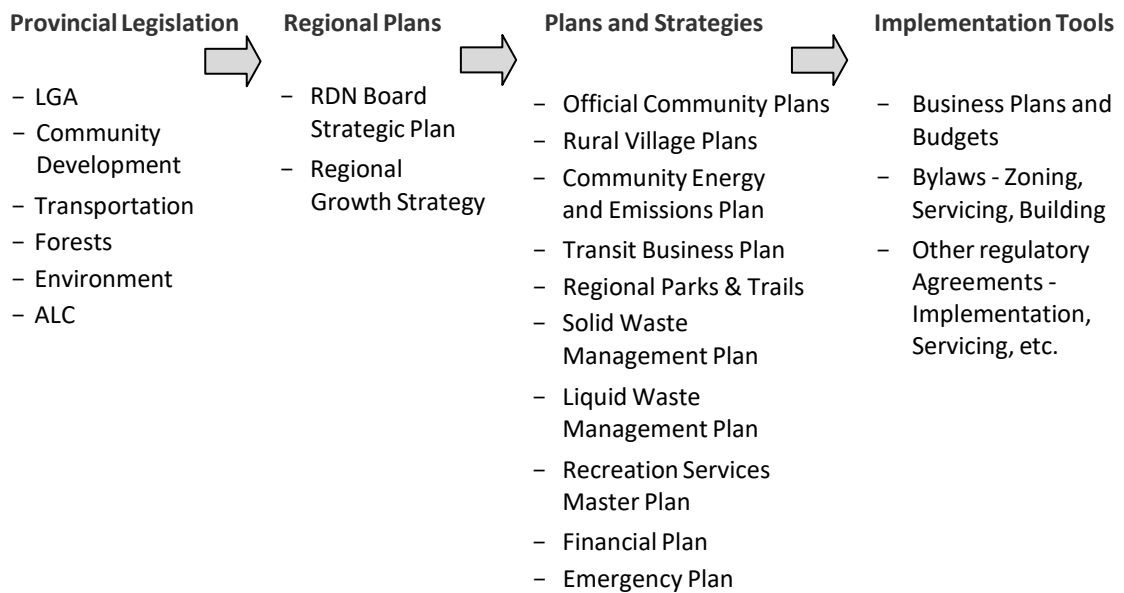 Provincial Legislation
– LGA
– Community
Development
– Transportation
– Forests
– Environment
– ALC
Regional Plans
– RDN Board
Strategic Plan
– Regional
Growth Strategy
Plans and Strategies
– Official Community Plans
– Rural Village Plans
– Community Energy
and Emissions Plan
– Transit Business Plan
– Regional Parks & Trails
– Solid Waste
Management Plan
– Liquid Waste
Management Plan
– Recreation Services
Master Plan
– Financial Plan
– Emergency Plan
Implementation Tools
– Business Plans and
Budgets
– Bylaws - Zoning,
Servicing, Building
– Other regulatory
Agreements -
Implementation,
Servicing, etc.